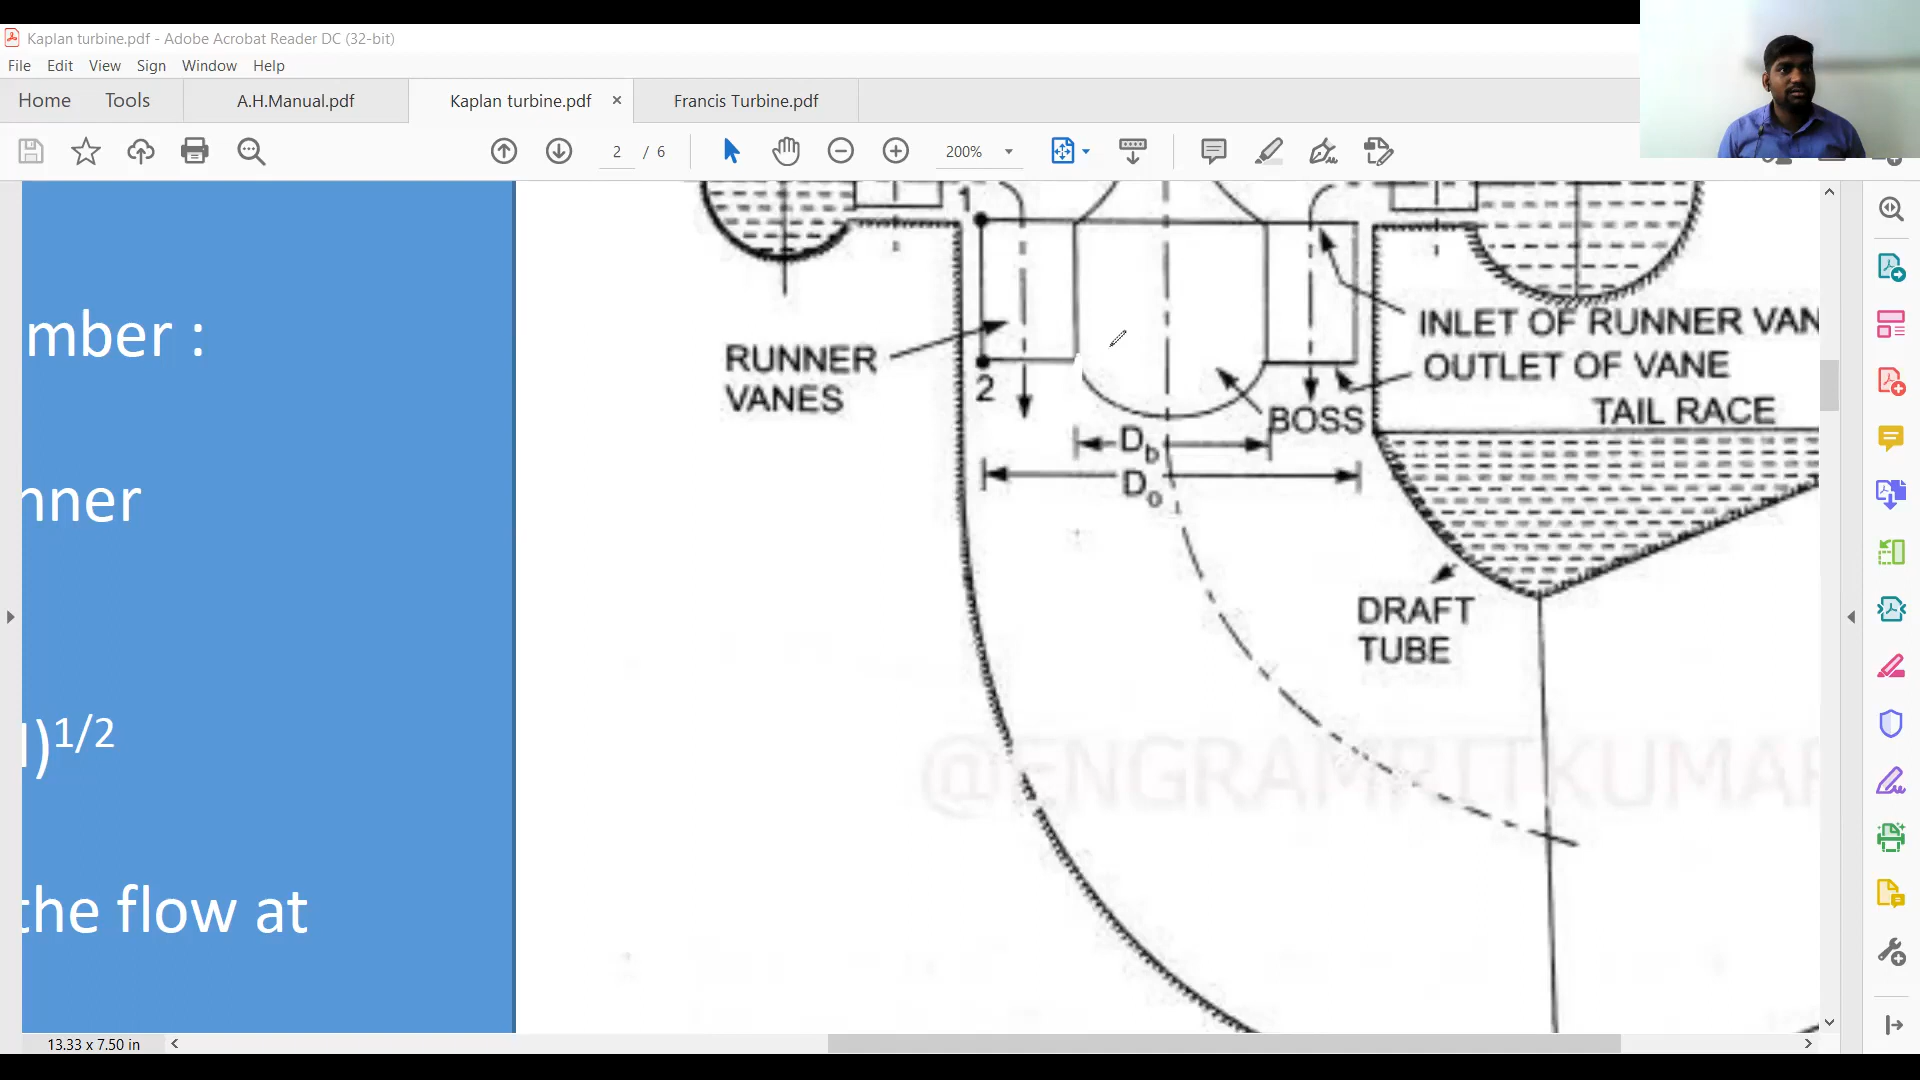 Kaplan turbine.pdf - Adobe Acrobat Reader DC (32-bit)
File Edit View Sign Window Help
Home Tools A.H.Manual.pdf Kaplan turbine.pdf × Francis Turbine.pdf
2 / 6 200%
mber :
nner
)1/2
the flow at
1
2
RUNNER
VANES
INLET OF RUNNER VAN
OUTLET OF VANE
TAIL RACE
BOSS
Db
Do
DRAFT
TUBE
@ENGRAMRITKUMAR
13.33 x 7.50 in